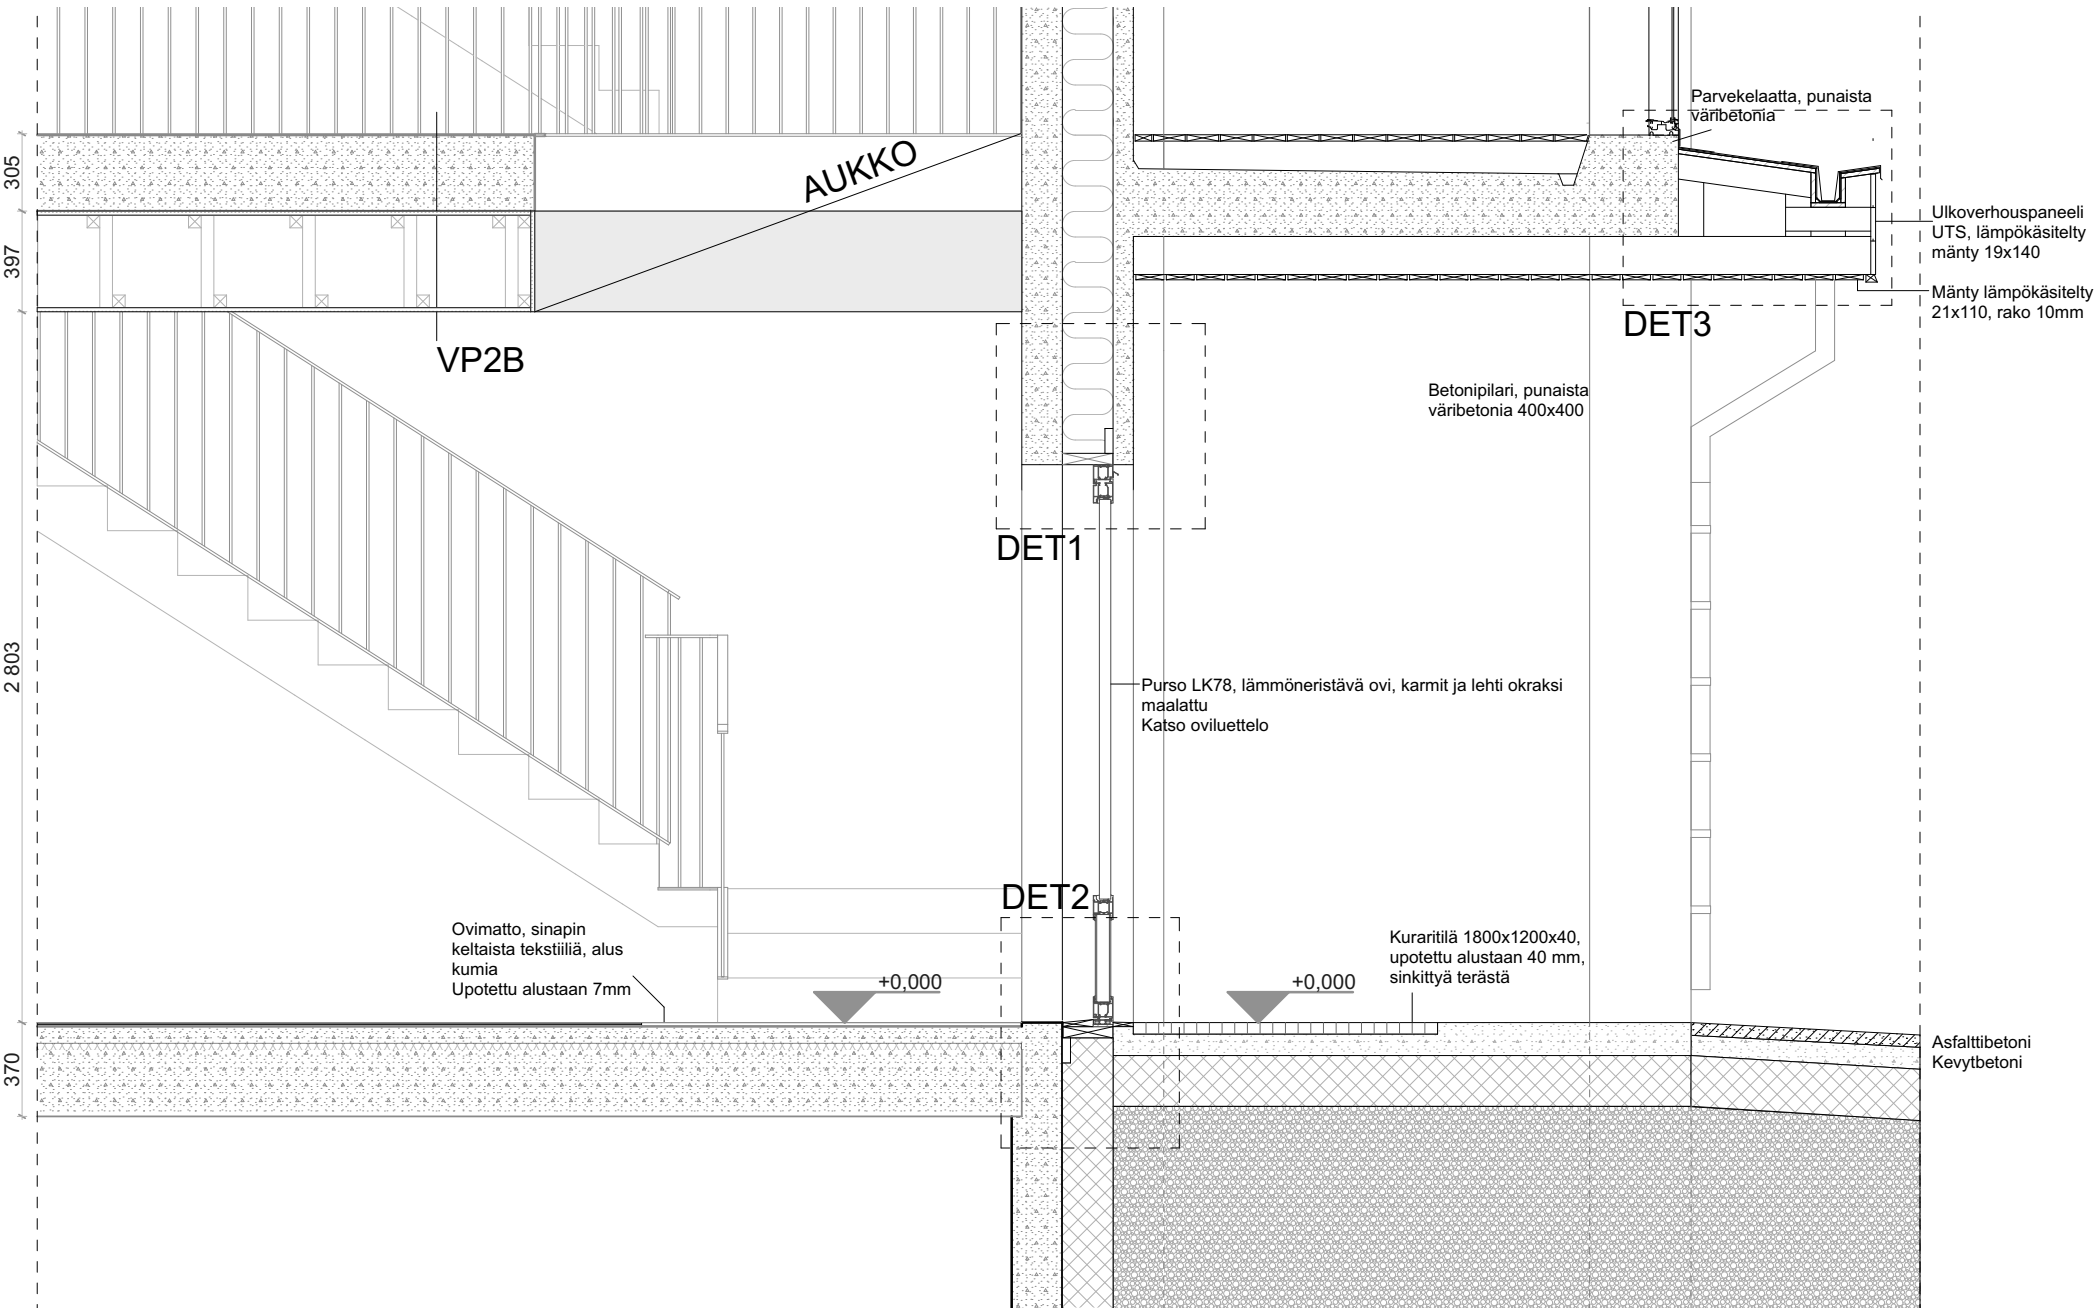 Parvekelaatta, punaista
väribetonia
305
AUKKO
397
Ulkoverhouspaneeli
UTS, lämpökäsitelty
mänty 19x140
Mänty lämpökäsitelty
21x110, rako 10mm
DET3
VP2B
Betonipilari, punaista
väribetonia 400x400
DET1
2 803
Purso LK78, lämmöneristävä ovi, karmit ja lehti okraksi
maalattu
Katso oviluettelo
DET2
Ovimatto, sinapin
keltaista tekstiiliä, alus
kumia
Upotettu alustaan 7mm
+0,000
+0,000
Kuraritilä 1800x1200x40,
upotettu alustaan 40 mm,
sinkittyä terästä
370
Asfalttibetoni
Kevytbetoni